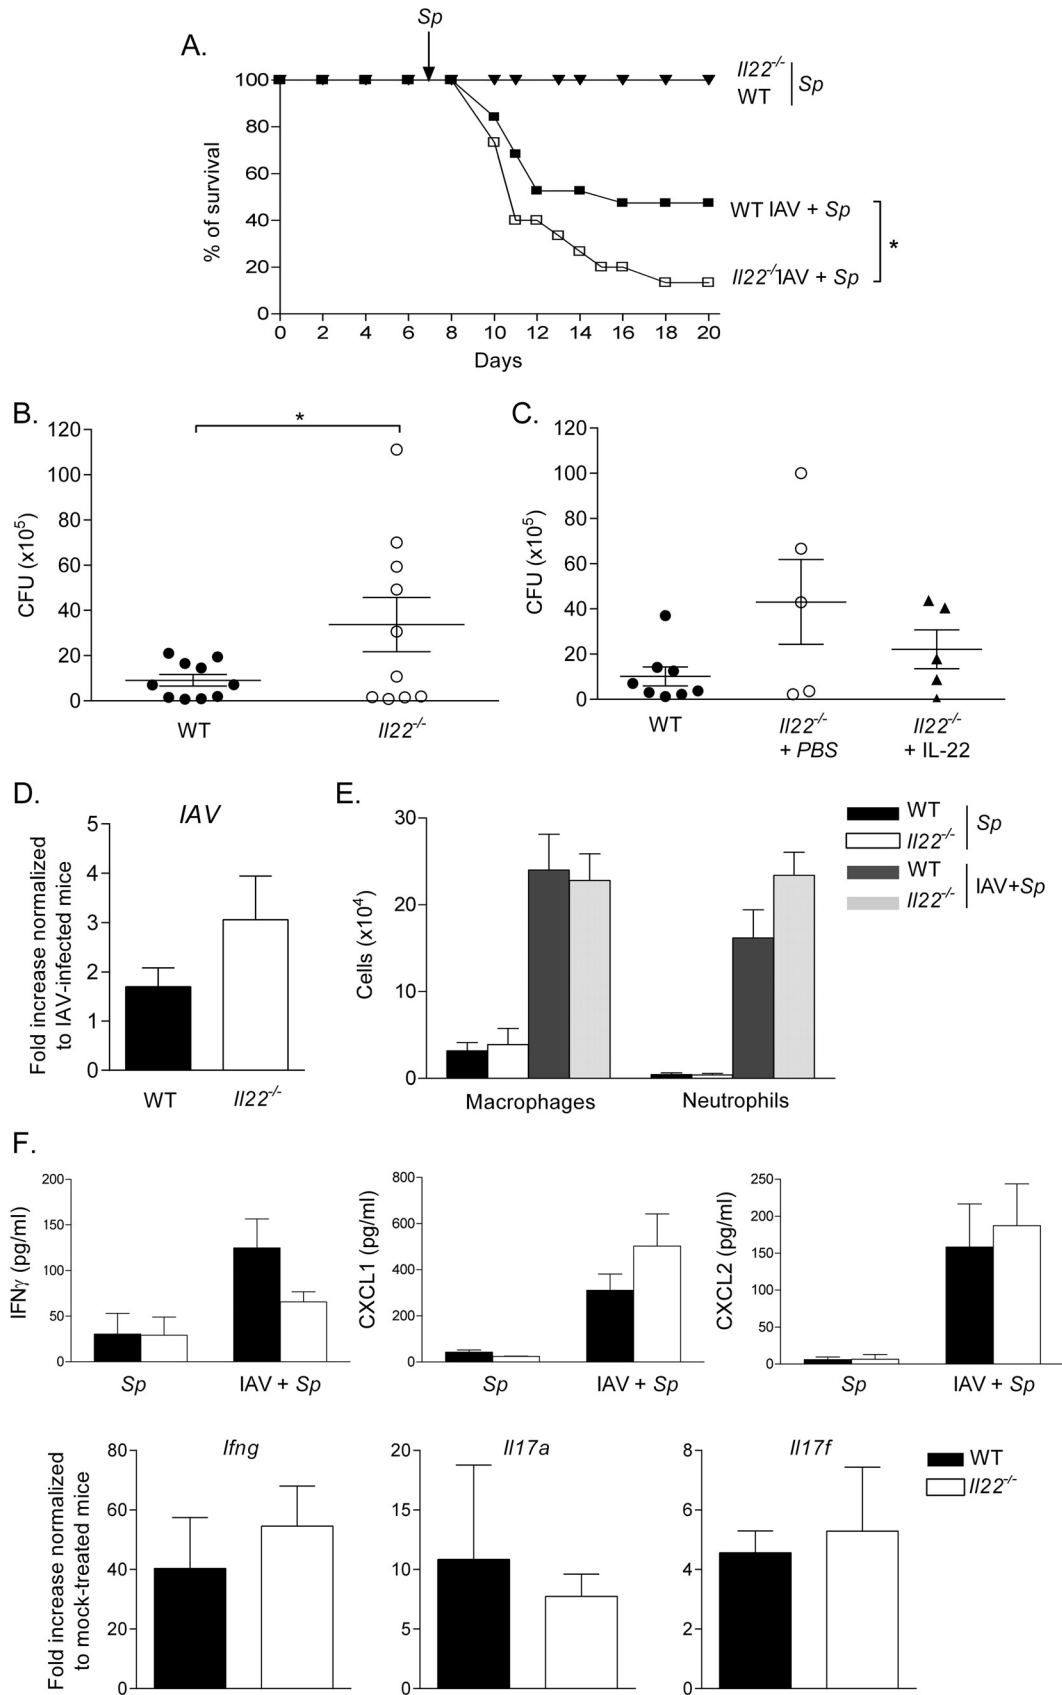 Sp
A.
100
80
60
40
20
0
% of survival
0 2 4 6 8 10 12 14 16 18 20
Days
Il22-/-
WT
Sp
WT IAV + Sp
Il22-/IAV + Sp
*
B.
120
100
80
60
40
20
0
CFU (x10^5)
*
WT
Il22-/-
C.
120
100
80
60
40
20
0
CFU (x10^5)
WT
Il22-/-
+ PBS
Il22-/-
+ IL-22
D.
IAV
5
4
3
2
1
0
Fold increase normalized
to IAV-infected mice
WT
Il22-/-
E.
30
20
10
0
Cells (x10^4)
Macrophages
Neutrophils
WT
Il22-/-
Sp
WT
Il22-/-
IAV+Sp
F.
200
150
100
50
0
IFNγ (pg/ml)
Sp
IAV + Sp
800
600
400
200
0
CXCL1 (pg/ml)
Sp
IAV + Sp
250
200
150
100
50
0
CXCL2 (pg/ml)
Sp
IAV + Sp
Ifng
80
60
40
20
0
Fold increase normalized
to mock-treated mice
Il17a
20
15
10
5
0
Il17f
8
6
4
2
0
WT
Il22-/-